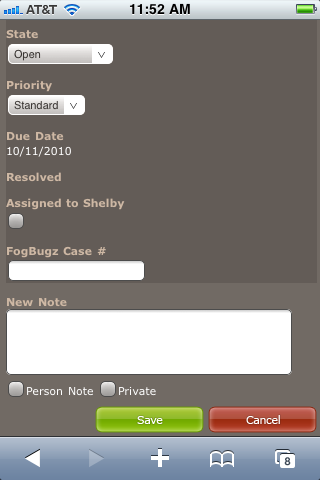 AT&T 11:52 AM
State
Open
Priority
Standard
Due Date
10/11/2010
Resolved
Assigned to Shelby
FogBugz Case #
New Note
Person Note Private
Save Cancel
8